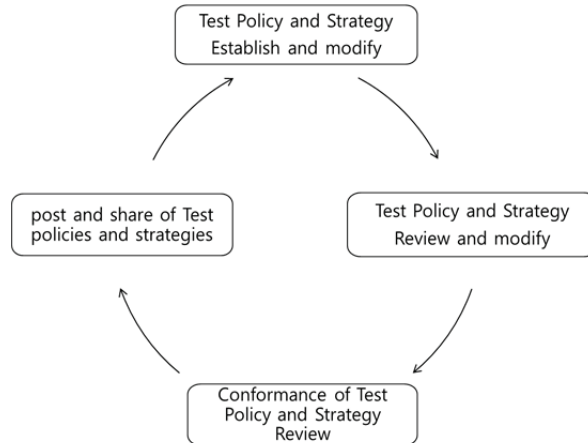 Test Policy and Strategy
Establish and modify
post and share of Test
policies and strategies
Test Policy and Strategy
Review and modify
Conformance of Test
Policy and Strategy
Review